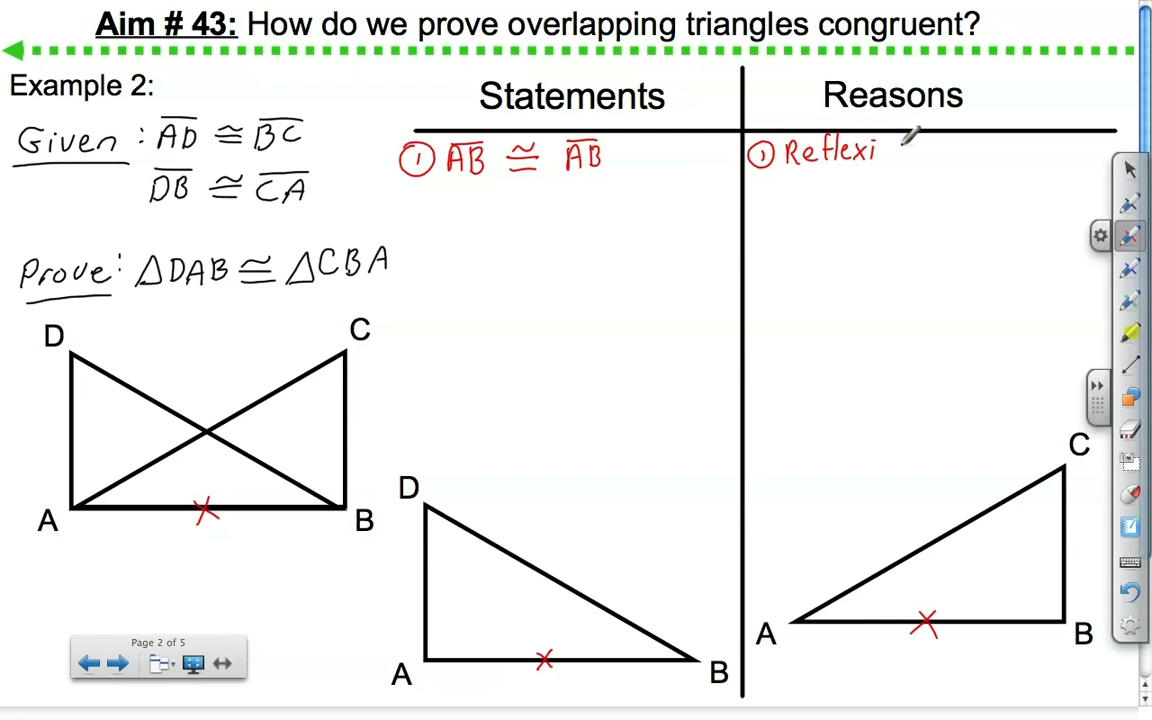 Aim # 43: How do we prove overlapping triangles congruent?
Example 2:
Statements
Reasons
Given : AD ≅ BC
DB ≅ CA
Prove: △DAB ≅ △CBA
① AB ≅ AB
① Reflexi
D
C
A
B
D
A
B
C
A
B
Page 2 of 5